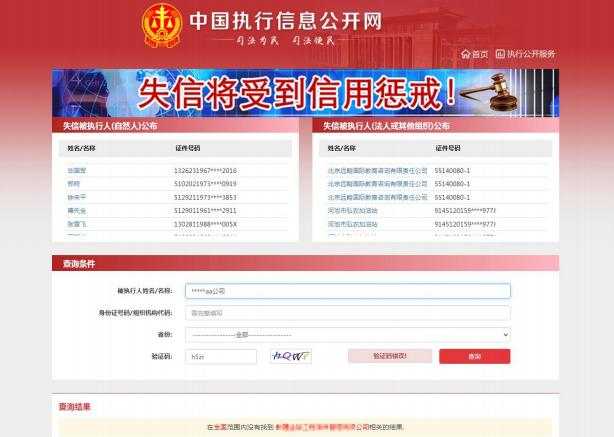 中国执行信息公开网
司法为民 司法便民
首页 执行公开服务
失信将受到信用惩戒!
失信被执行人(自然人)公布
姓名/名称 证件号码
1326231967****2016
郑树 5102021973****0919
徐来平 5129211973****3853
5129011961****2911
张雪飞 1302811988****005X
失信被执行人(法人或其他组织)公布
姓名/名称 证件号码
北京远翰国际教育咨询有限责任公司 55140080-1
北京远翰国际教育咨询有限责任公司 55140080-1
北京远翰国际教育咨询有限责任公司 55140080-1
河池市弘农加油站 9145120159****977J
河池市弘农加油站 9145120159****977J
查询条件
被执行人姓名/名称: *****aa公司
身份证号码/组织机构代码: 需完整填写
省份: ----------------全部----------------
验证码: h5zr 验证码错误! 查询
查询结果
在全国范围内没有找到 公司相关的结果.